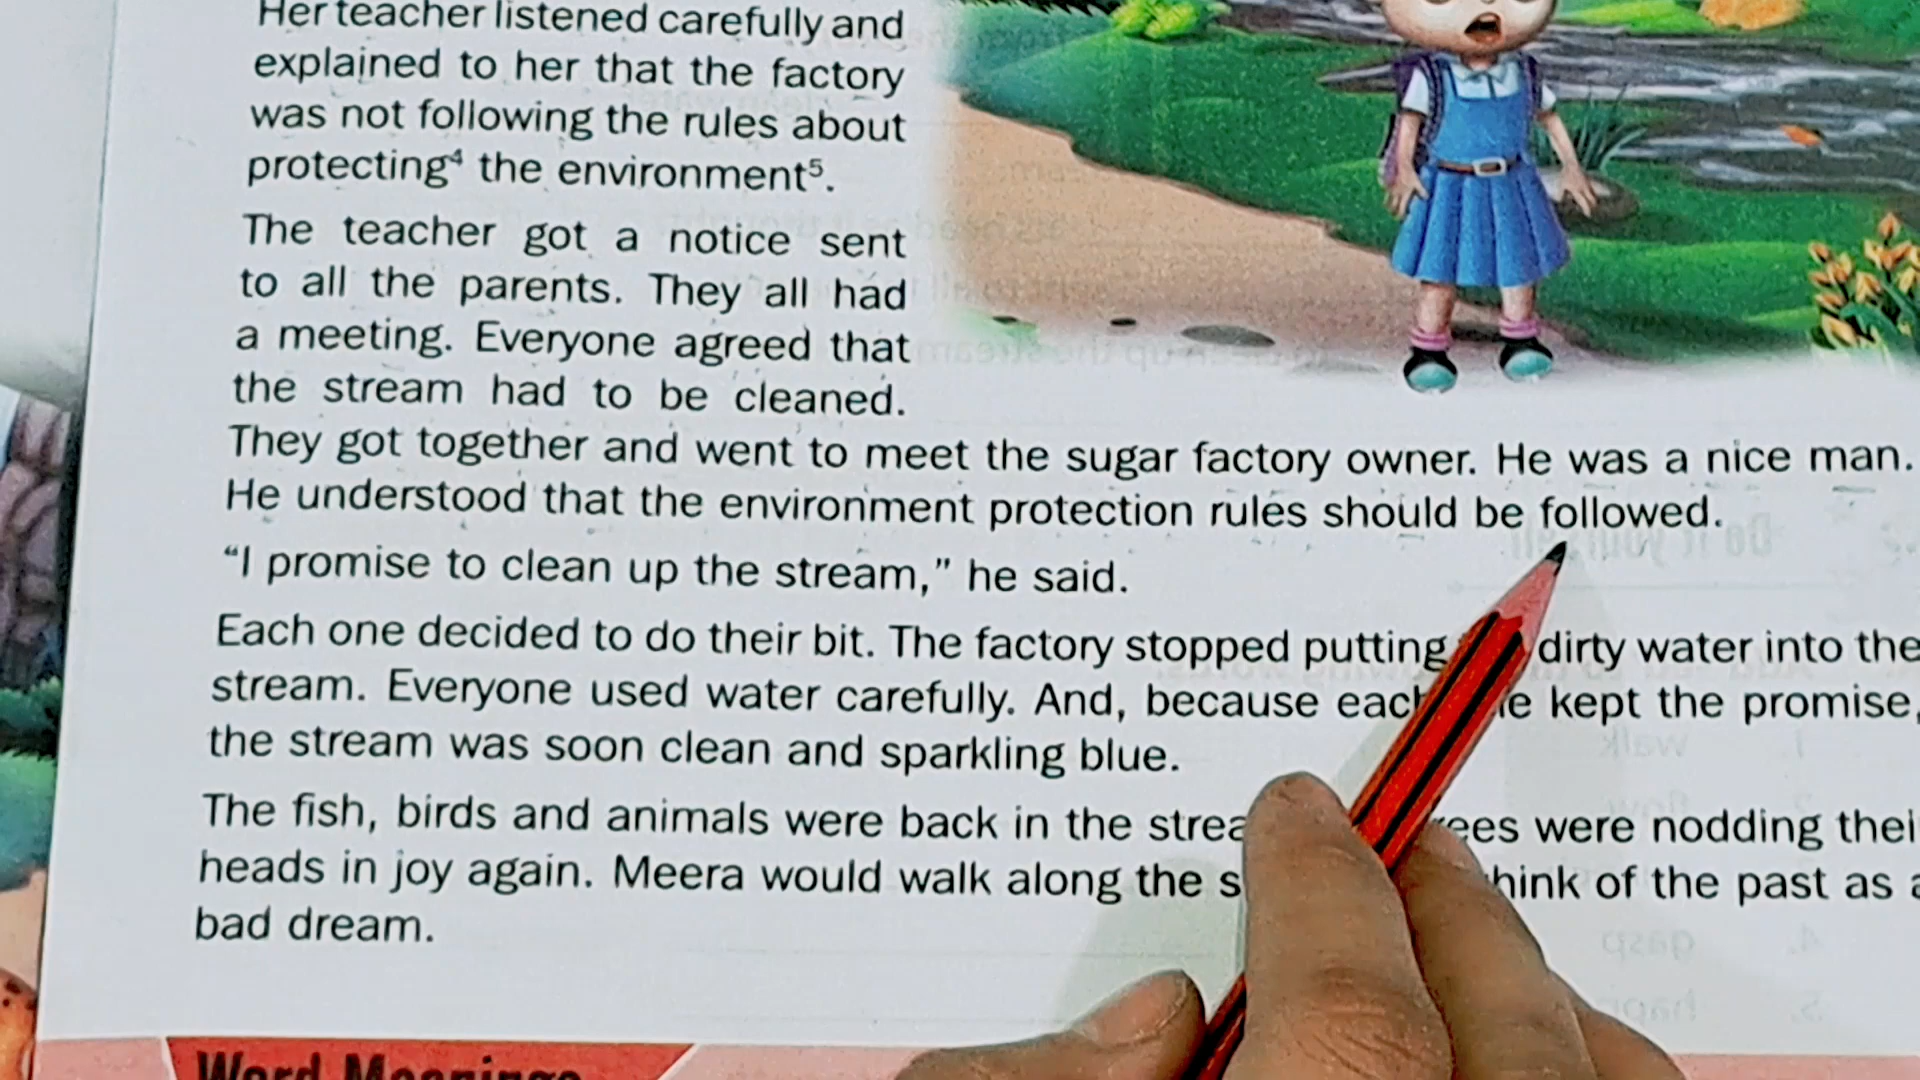 Her teacher listened carefully and
explained to her that the factory
was not following the rules about
protecting⁴ the environment⁵.
The teacher got a notice sent
to all the parents. They all had
a meeting. Everyone agreed that
the stream had to be cleaned.
They got together and went to meet the sugar factory owner. He was a nice man.
He understood that the environment protection rules should be followed.
“I promise to clean up the stream,” he said.
Each one decided to do their bit. The factory stopped putting dirty water into the
stream. Everyone used water carefully. And, because each kept the promise,
the stream was soon clean and sparkling blue.
The fish, birds and animals were back in the were nodding
heads in joy again. Meera would walk along the of the past as a
bad dream.
Word Meanings